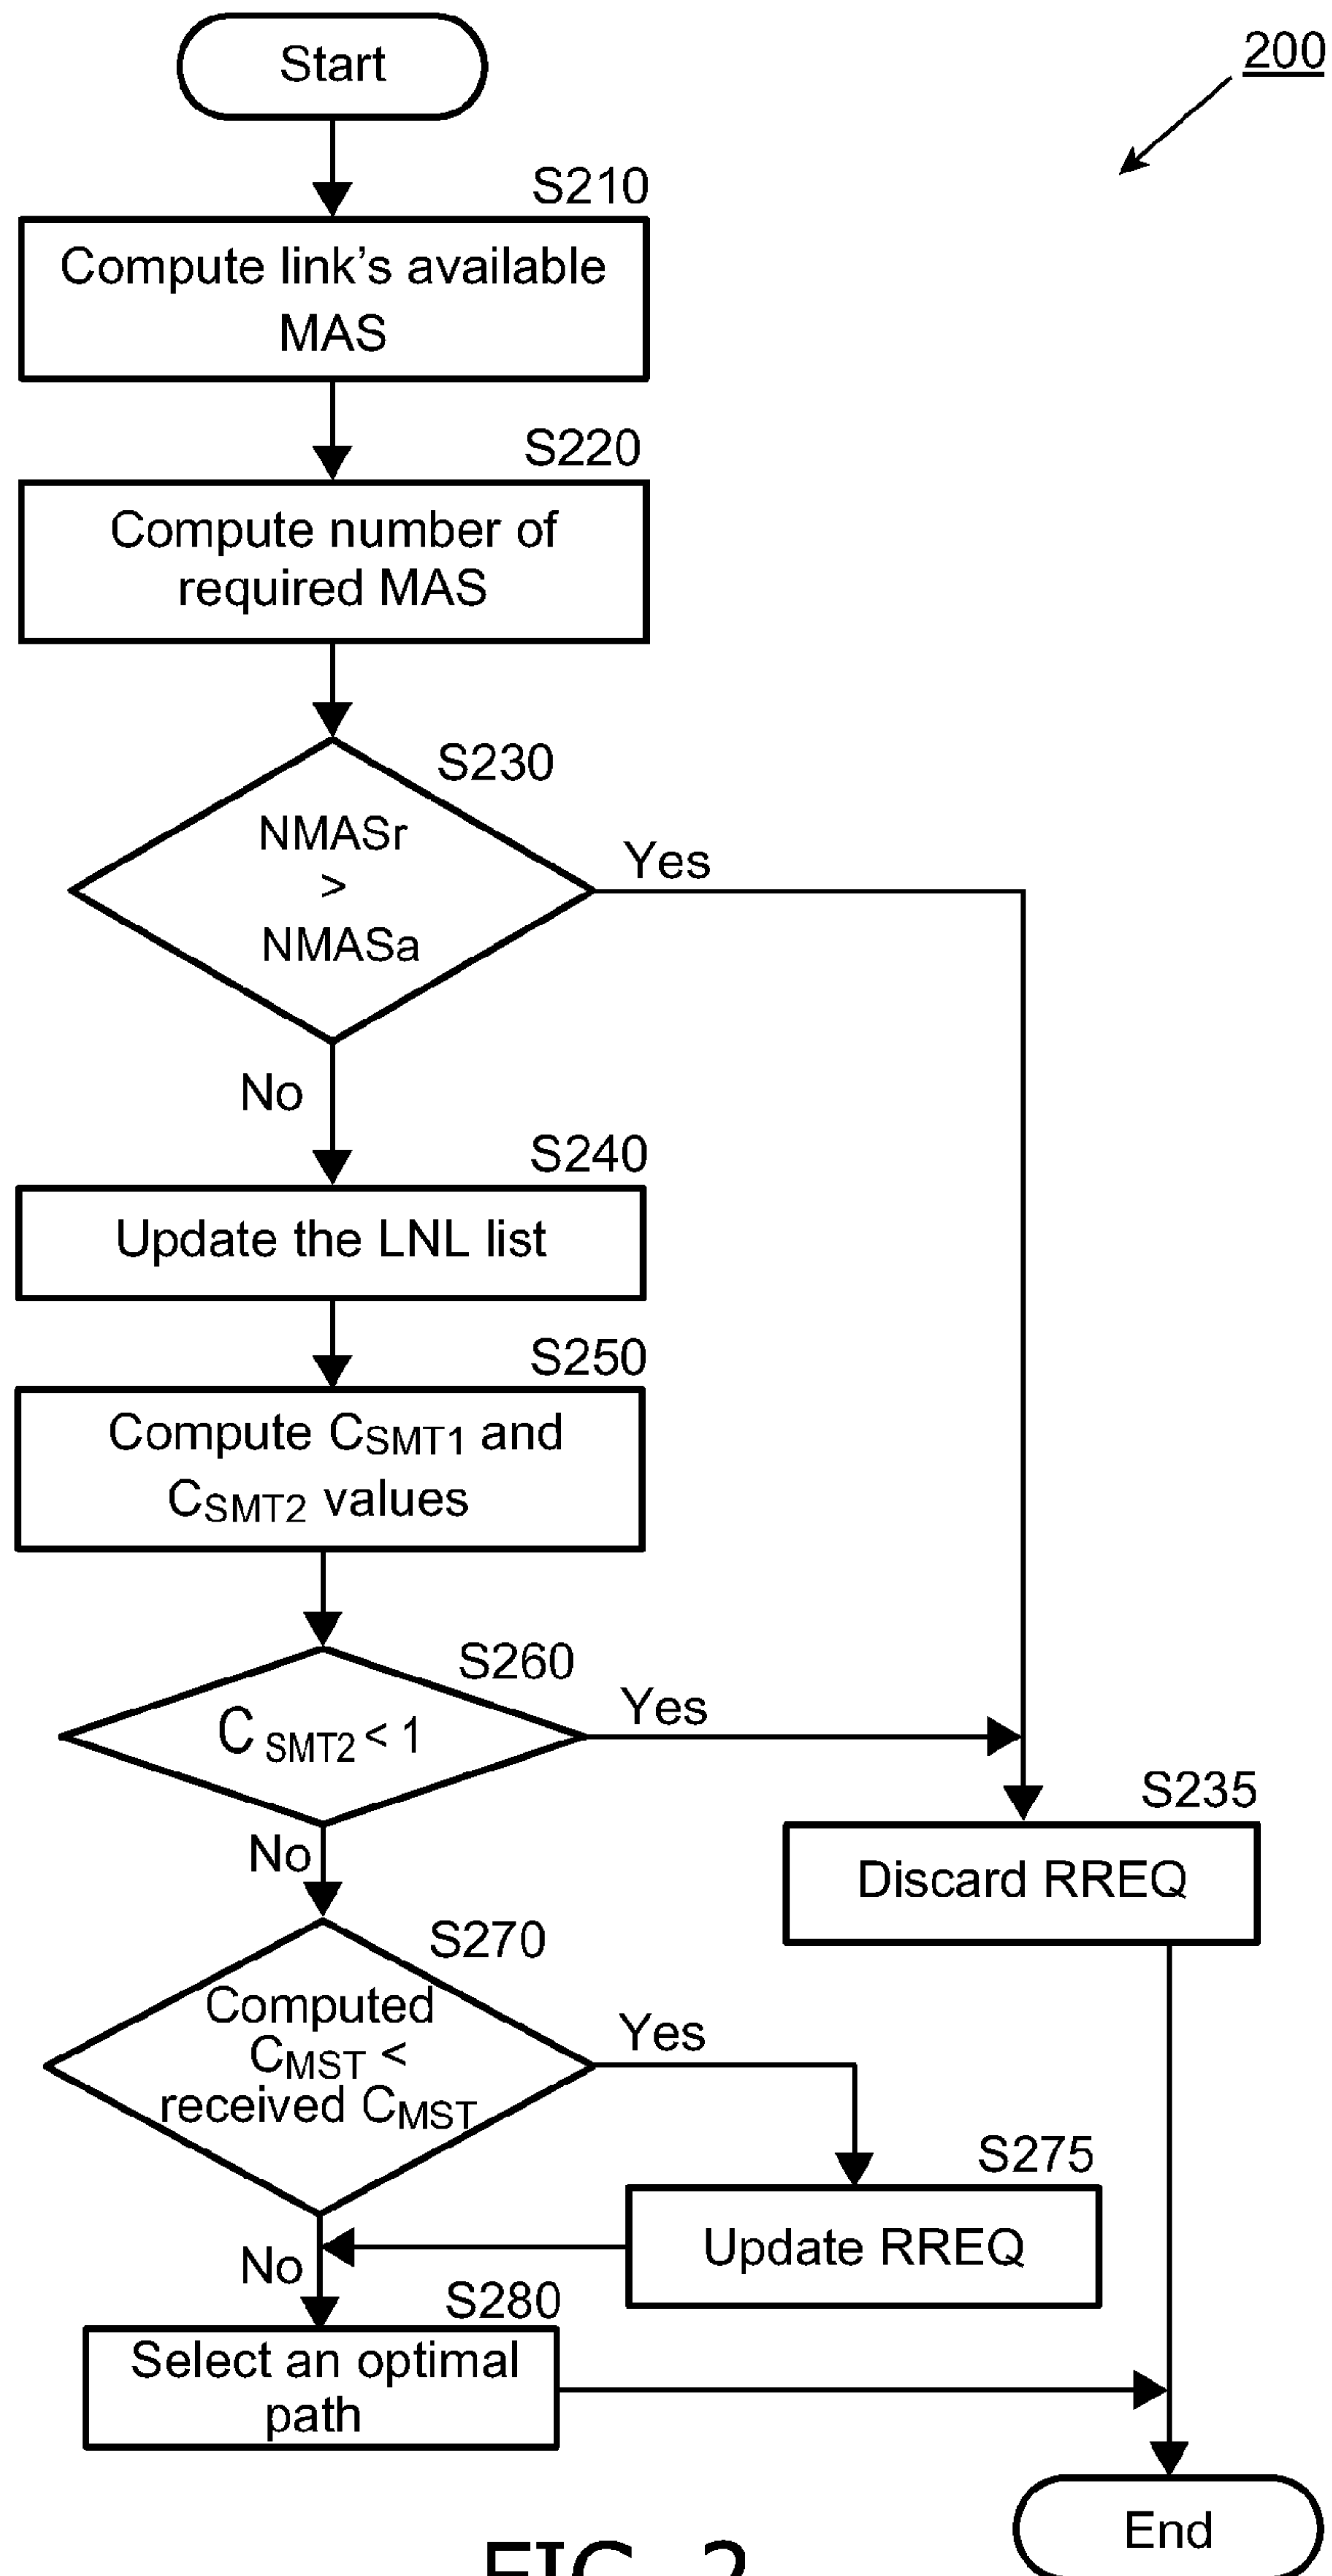 Start
200
S210
Compute link's available
MAS
S220
Compute number of
required MAS
S230
NMASr
>
NMASa
Yes
No
S240
Update the LNL list
S250
Compute CSMT1 and
CSMT2 values
S260
C SMT2 < 1
Yes
No
S235
Discard RREQ
S270
Computed
CMST <
received CMST
Yes
No
S275
Update RREQ
S280
Select an optimal
path
End
FIG. 2